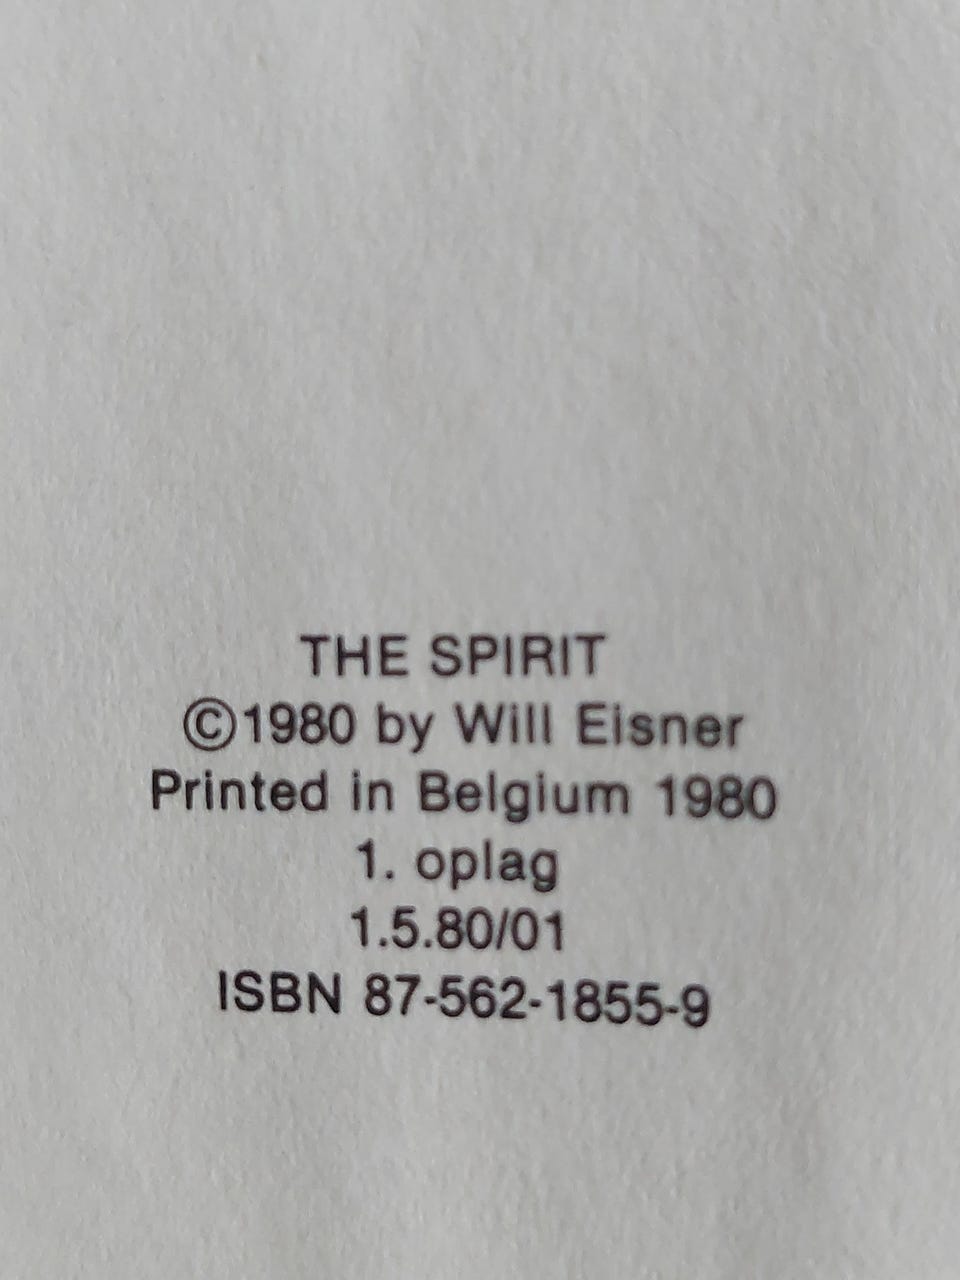 THE SPIRIT
©1980 by Will Eisner
Printed in Belgium 1980
1. oplag
1.5.80/01
ISBN 87-562-1855-9